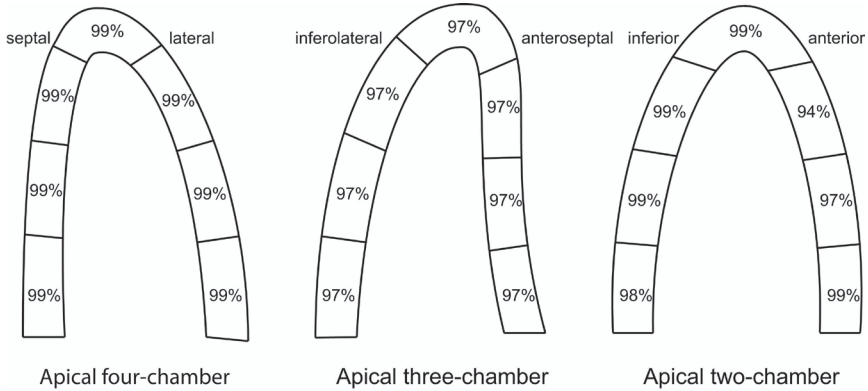 septal 99% lateral
99% 99%
99% 99%
99% 99%
Apical four-chamber
inferolateral 97% anteroseptal
97% 97%
97% 97%
97% 97%
Apical three-chamber
inferior 99% anterior
99% 94%
99% 97%
98% 99%
Apical two-chamber